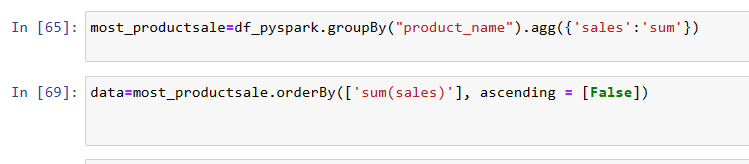 In [65]: most_productsale=df_pyspark.groupBy("product_name").agg({'sales':'sum'})
In [69]: data=most_productsale.orderBy(['sum(sales)'], ascending = [False])